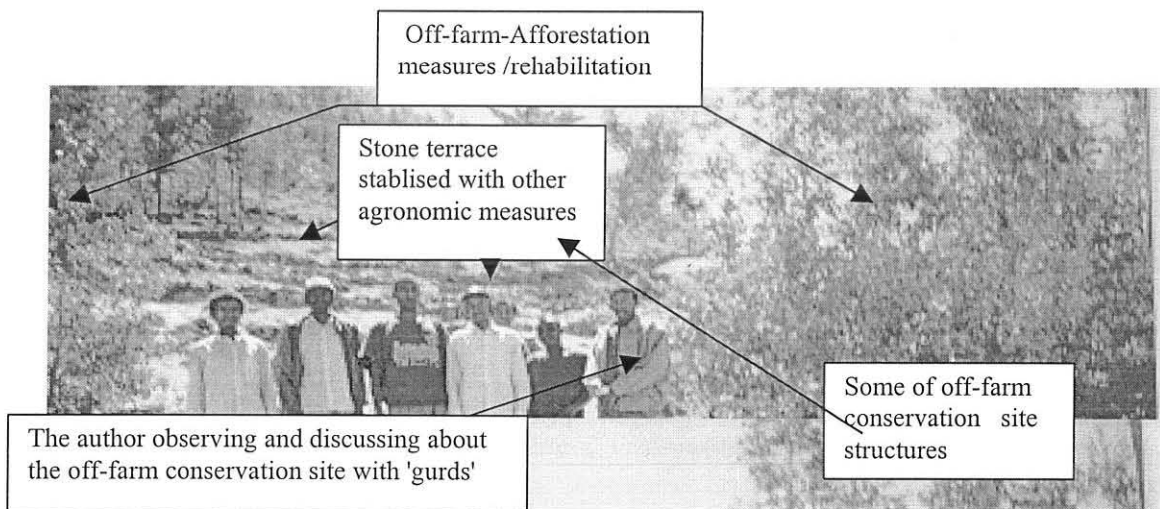 Off-farm-Afforestation
measures /rehabilitation
Stone terrace
stablised with other
agronomic measures
Some of off-farm
conservation site
structures
The author observing and discussing about
the off-farm conservation site with 'gurds'